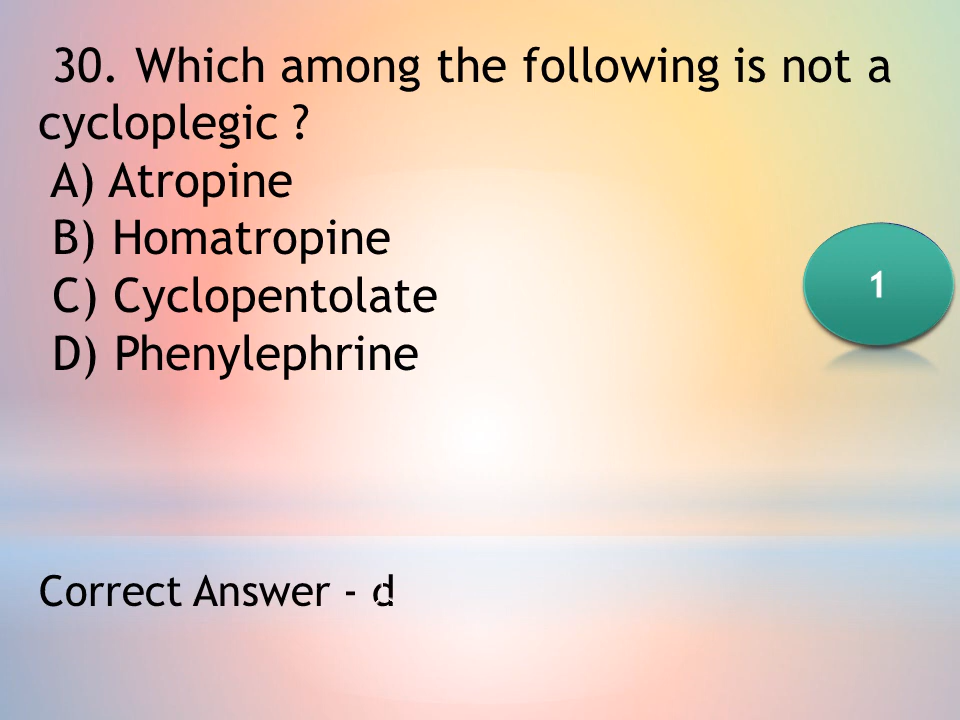 30. Which among the following is not a
cycloplegic ?
A) Atropine
B) Homatropine
C) Cyclopentolate
D) Phenylephrine
1
Correct Answer - d